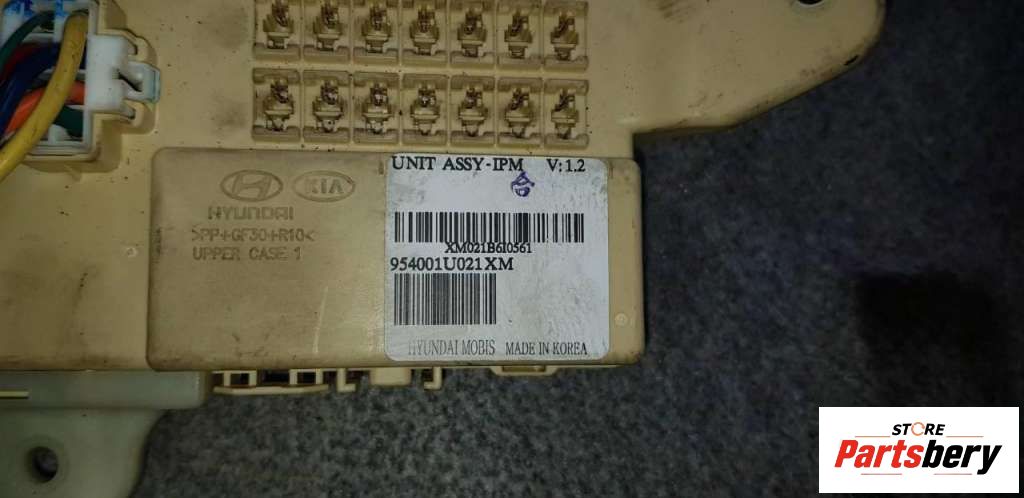 UNIT ASSY-IPM V: 1.2
KIA
HYUNDAI
>PP+GF30+R10<
UPPER CASE 1
XM021B6I0561
954001U021XM
HYUNDAI MOBIS MADE IN KOREA
STORE
Partsbery